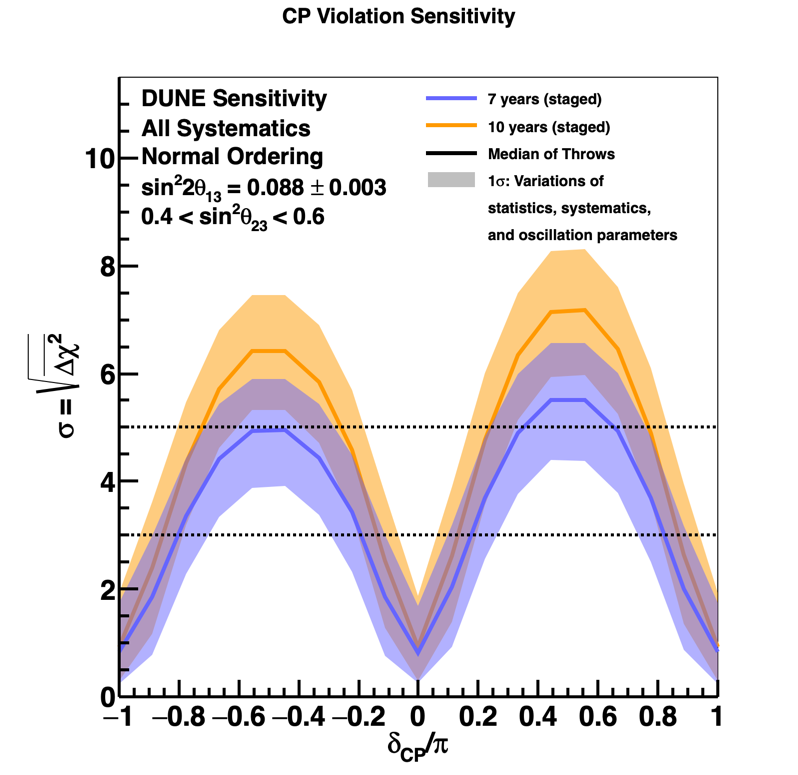 CP Violation Sensitivity
DUNE Sensitivity
All Systematics
Normal Ordering
sin²2θ₁₃ = 0.088 ± 0.003
0.4 < sin²θ₂₃ < 0.6
7 years (staged)
10 years (staged)
Median of Throws
1σ: Variations of
statistics, systematics,
and oscillation parameters
σ = √Δχ²
10
8
6
4
2
0
−1 −0.8 −0.6 −0.4 −0.2 0 0.2 0.4 0.6 0.8 1
δCP/π